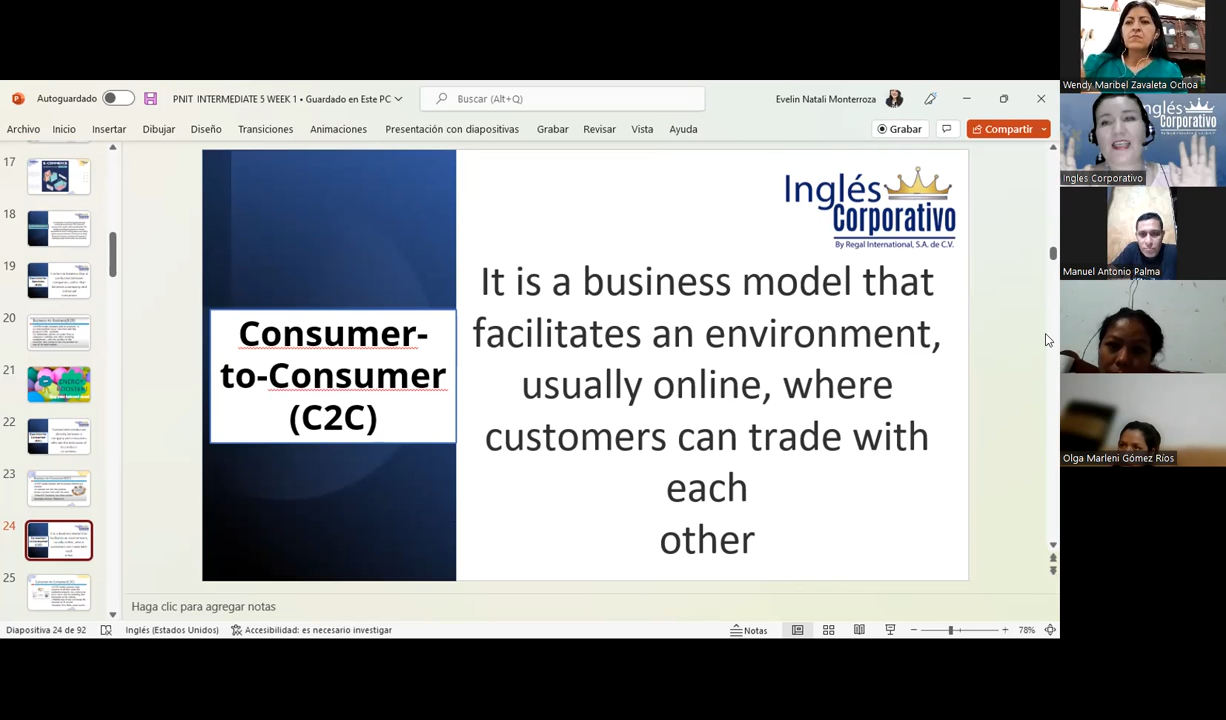 Autoguardado
PNIT INTERMEDIATE 5 WEEK 1 • Guardado en Este PC
Buscar (Alt+Q)
Evelin Natali Monterroza
Archivo Inicio Insertar Dibujar Diseño Transiciones Animaciones Presentación con diapositivas Grabar Revisar Vista Ayuda
Grabar
Compartir
17
18
19
20
21
22
23
24
25
Consumer-
to-Consumer
(C2C)
Inglés
Corporativo
By Regal International, S.A. de C.V.
It is a business model that
facilitates an environment,
usually online, where
customers can trade with
each
other
Haga clic para agregar notas
Diapositiva 24 de 92
Inglés (Estados Unidos)
Accesibilidad: es necesario investigar
Notas
78%
Wendy Maribel Zavaleta Ochoa
Inglés
Corporativo
Ingles Corporativo
Manuel Antonio Palma
Olga Marleni Gómez Ríos